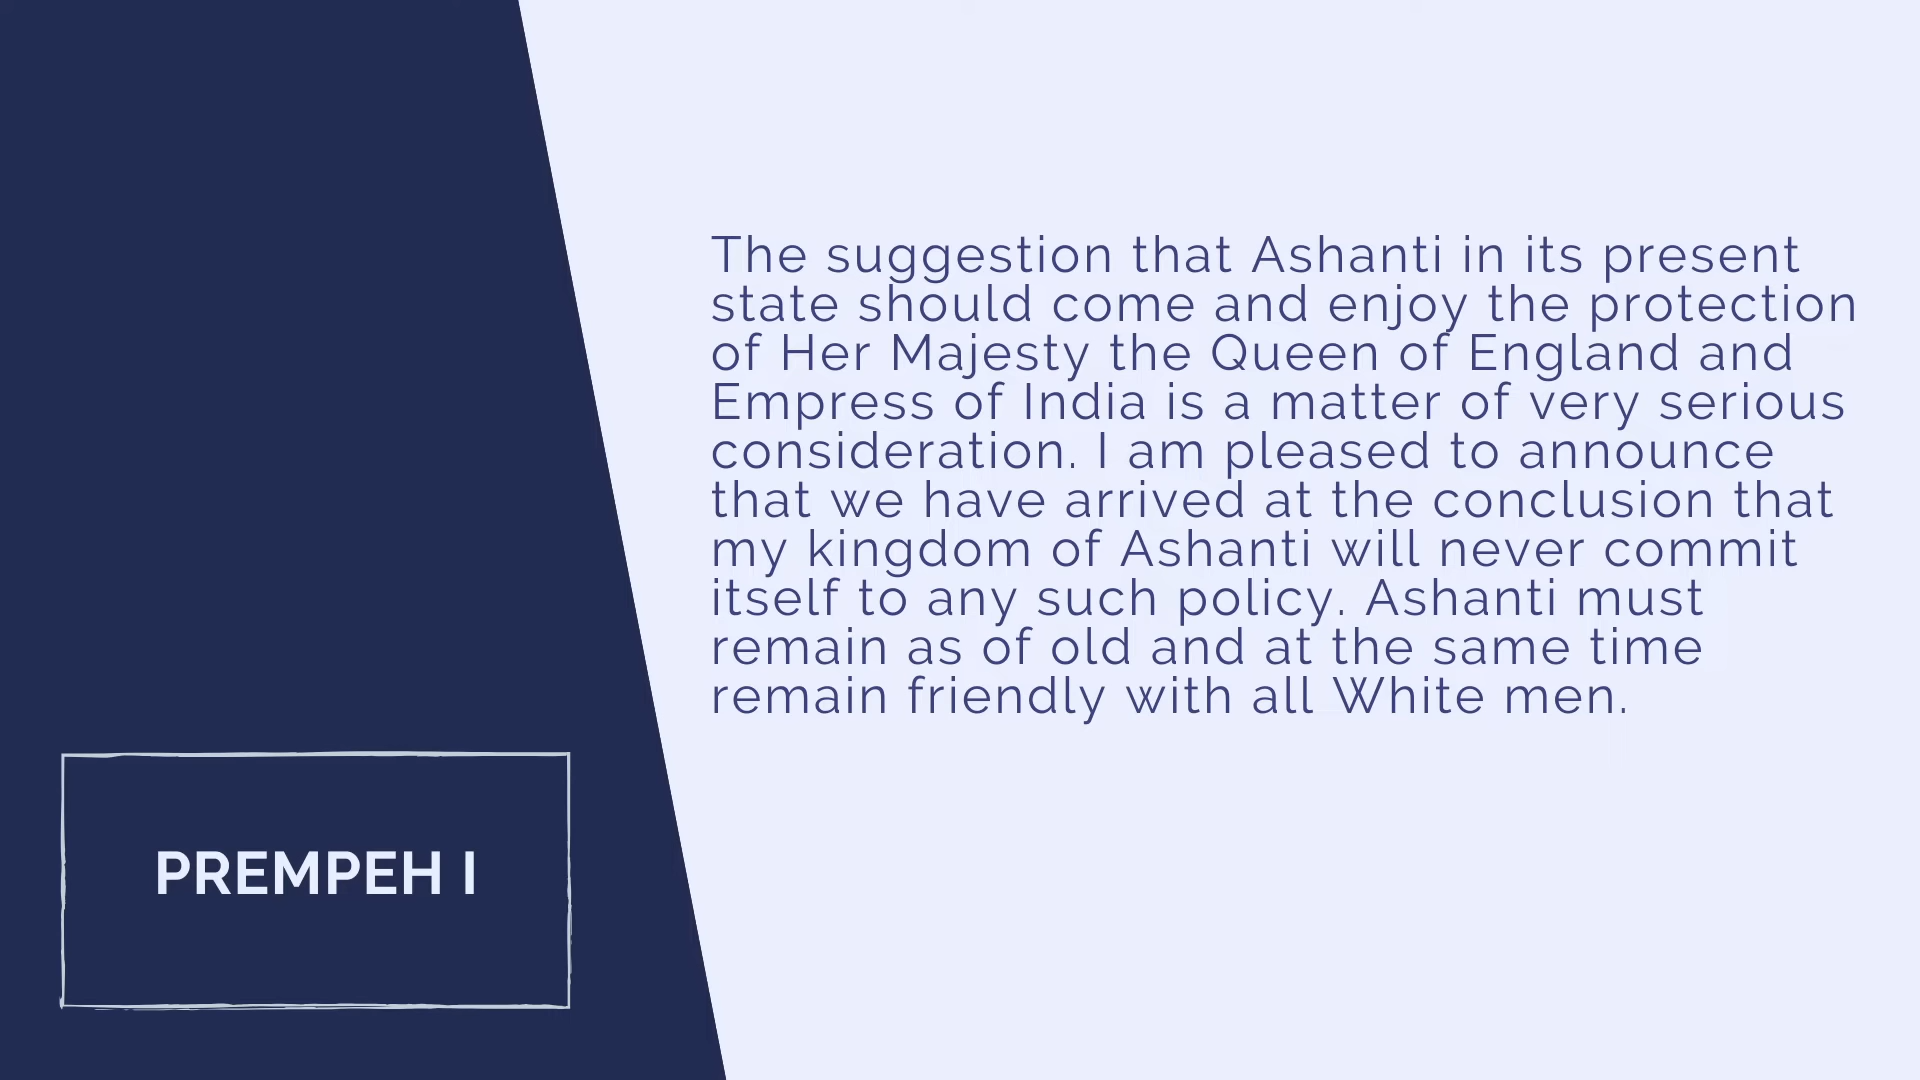 The suggestion that Ashanti in its present
state should come and enjoy the protection
of Her Majesty the Queen of England and
Empress of India is a matter of very serious
consideration. I am pleased to announce
that we have arrived at the conclusion that
my kingdom of Ashanti will never commit
itself to any such policy. Ashanti must
remain as of old and at the same time
remain friendly with all White men.
PREMPEH I